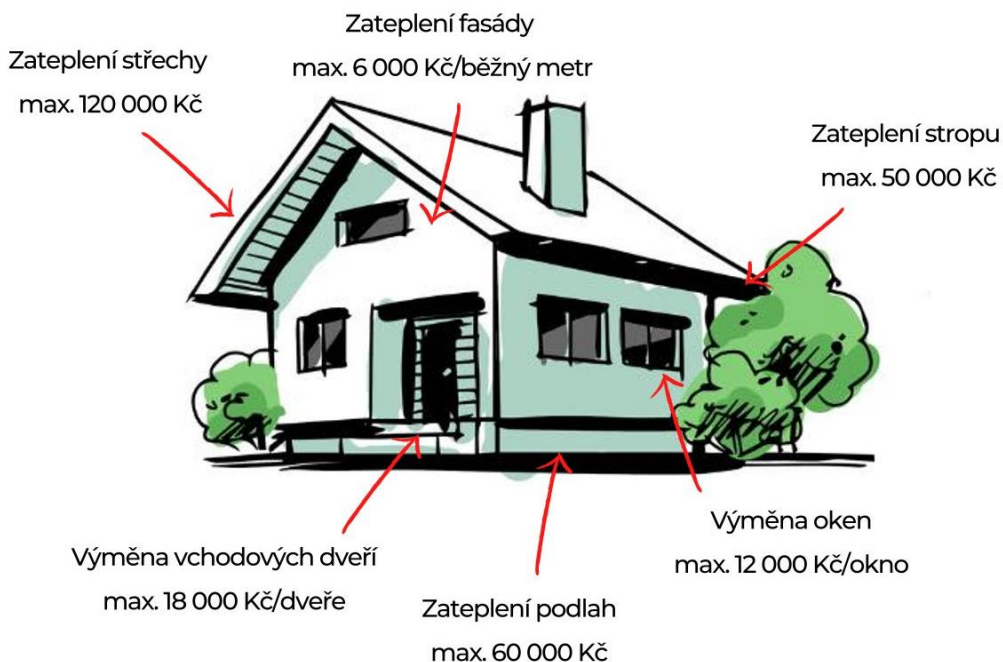 Zateplení fasády
max. 6 000 Kč/běžný metr
Zateplení střechy
max. 120 000 Kč
Zateplení stropu
max. 50 000 Kč
Výměna oken
max. 12 000 Kč/okno
Výměna vchodových dveří
max. 18 000 Kč/dveře
Zateplení podlah
max. 60 000 Kč